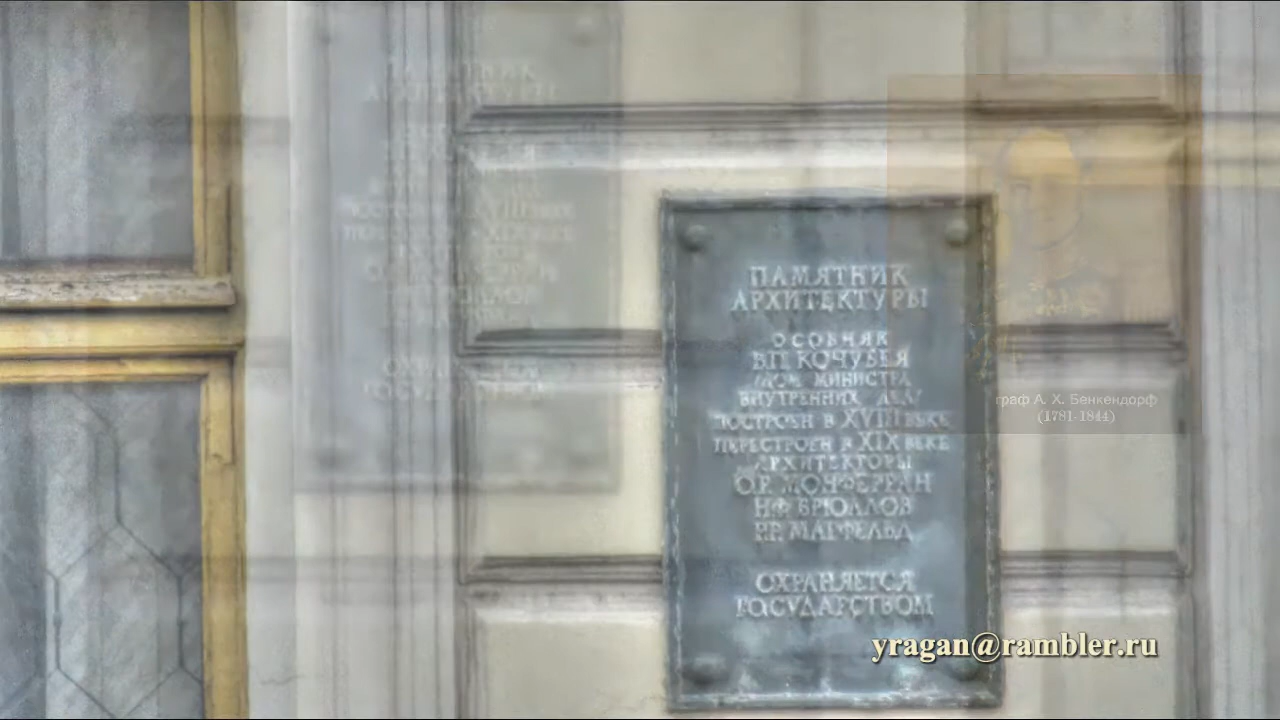 ПАМЯТНИК
АРХИТЕКТУРЫ
ОСОБНЯК
В.П. КОЧУБЕЯ
/ДОМ МИНИСТРА
ВНУТРЕННИХ ДЕЛ/
ПОСТРОЕН В XVIII ВЕКЕ
ПЕРЕСТРОЕН В XIX ВЕКЕ
АРХИТЕКТОРЫ
О.Р. МОНФЕРРАН
Н.Ф. БРЮЛЛОВ
ОХРАНЯЕТСЯ
ГОСУДАРСТВОМ
граф А. Х. Бенкендорф
(1781-1844)
yragan@rambler.ru